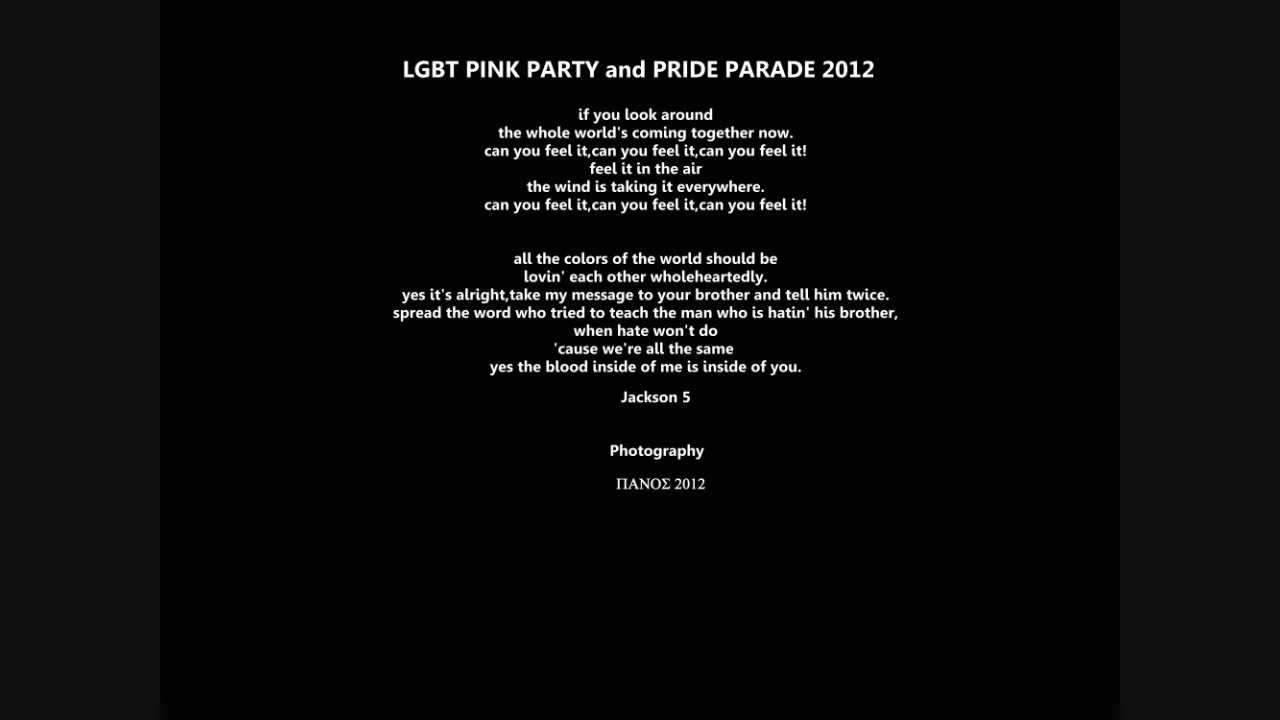 LGBT PINK PARTY and PRIDE PARADE 2012
if you look around
the whole world's coming together now.
can you feel it,can you feel it,can you feel it!
feel it in the air
the wind is taking it everywhere.
can you feel it,can you feel it,can you feel it!
all the colors of the world should be
lovin' each other wholeheartedly.
yes it's alright,take my message to your brother and tell him twice.
spread the word who tried to teach the man who is hatin' his brother,
when hate won't do
'cause we're all the same
yes the blood inside of me is inside of you.
Jackson 5
Photography
ΠΑΝΟΣ 2012